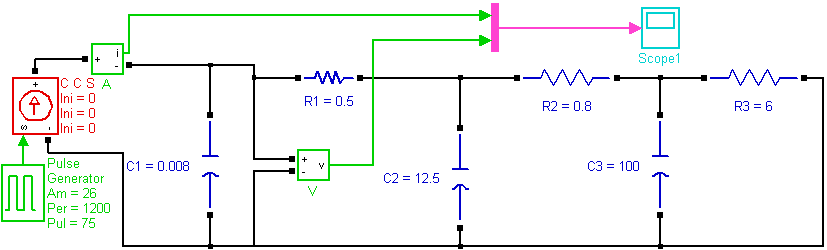 i
+
-
A
C C S
Ini = 0
Ini = 0
Ini = 0
+
s
-
Pulse
Generator
Am = 26
Per = 1200
Pul = 75
C1 = 0.008
R1 = 0.5
+
-
v
V
C2 = 12.5
R2 = 0.8
C3 = 100
R3 = 6
Scope1